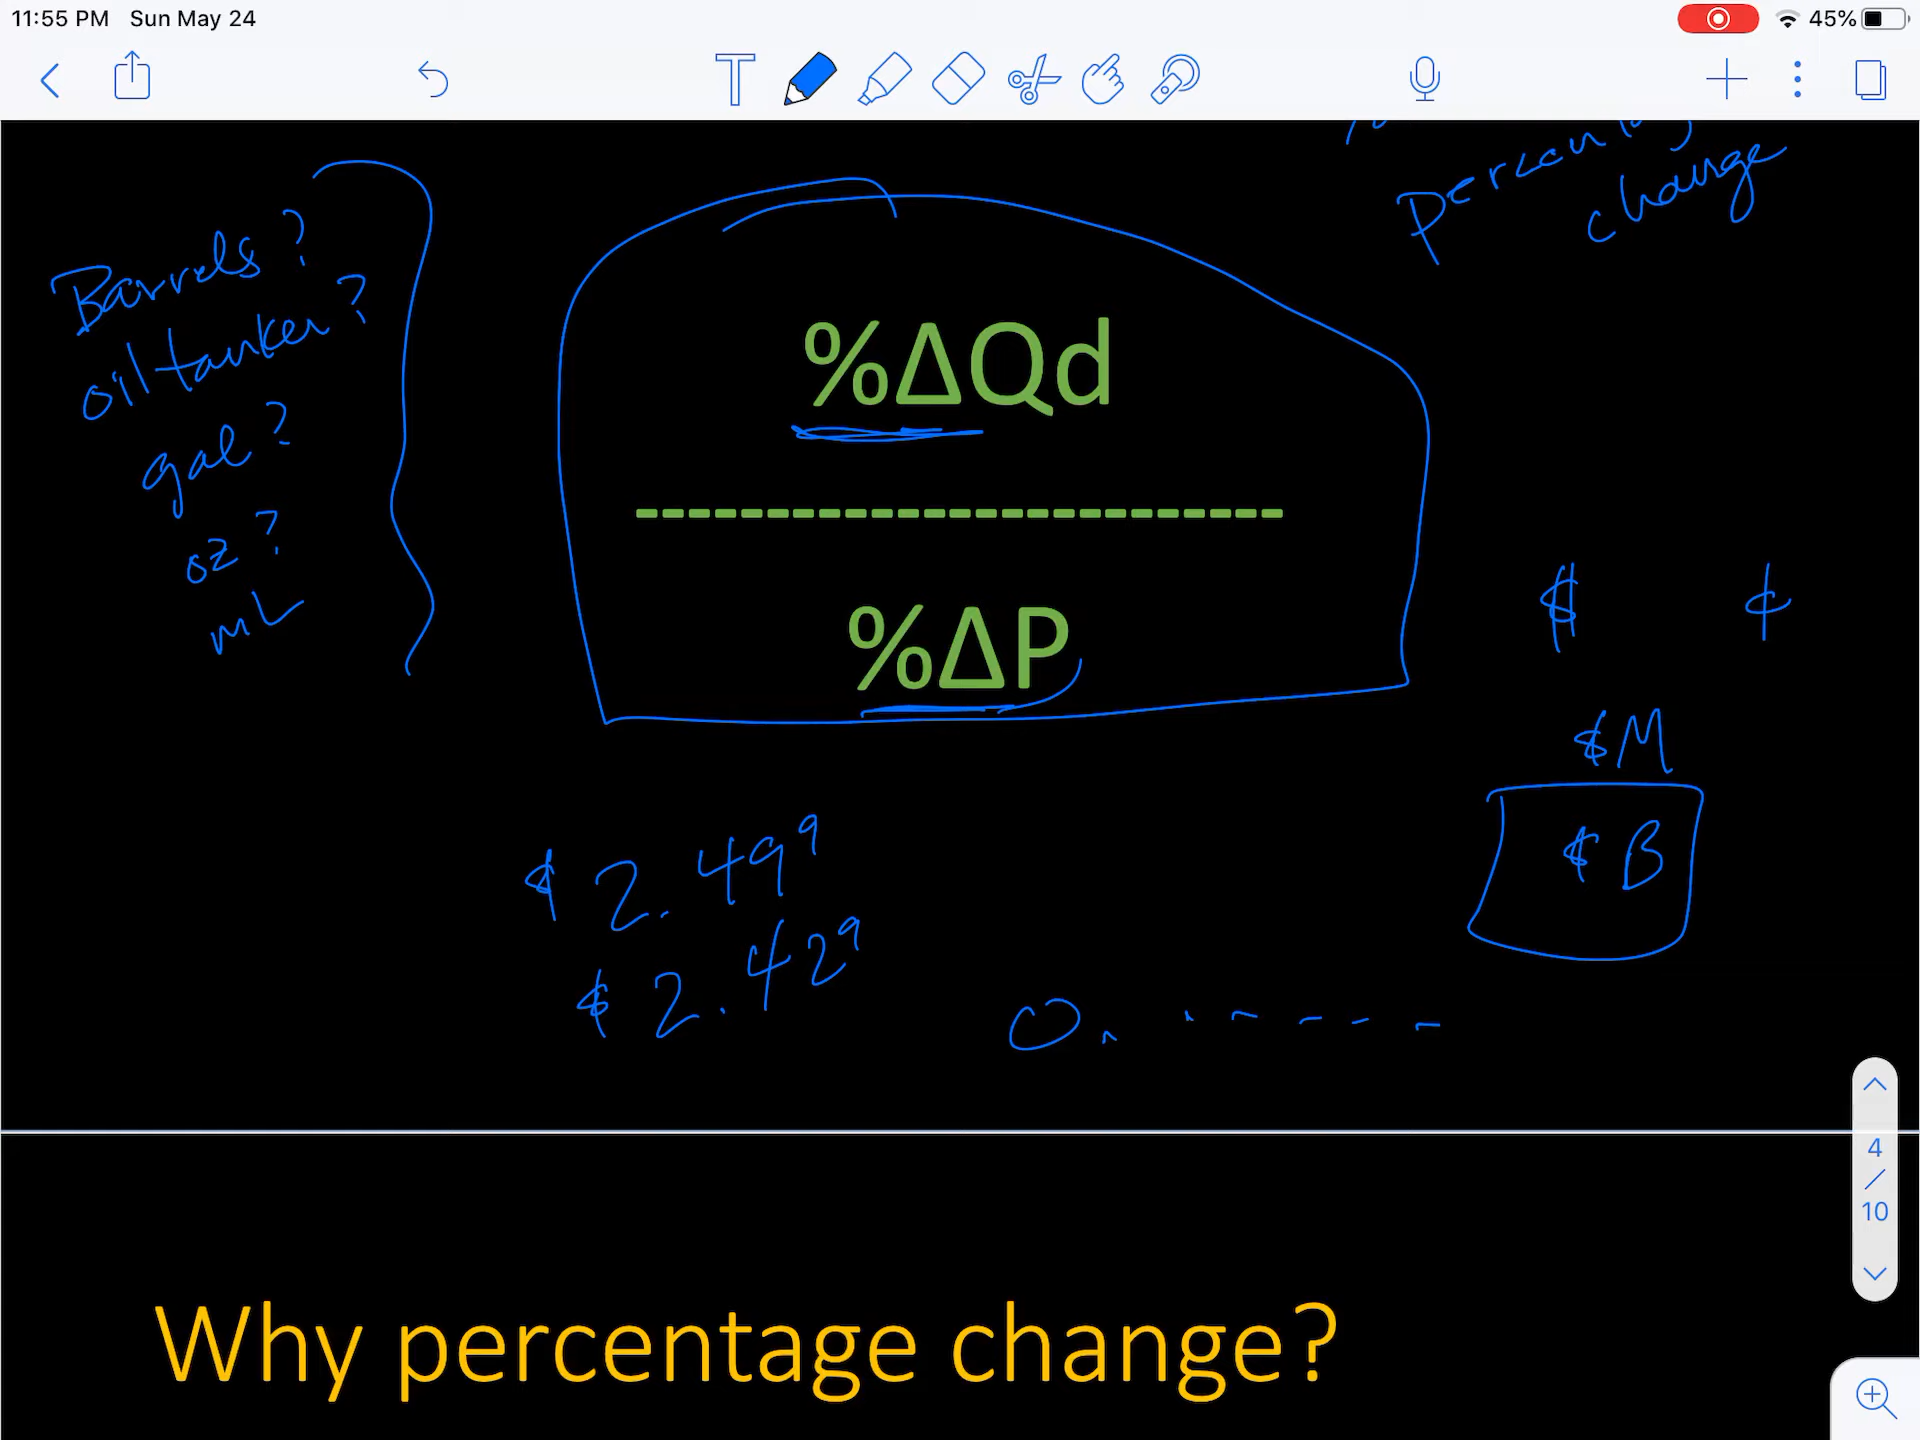 11:55 PM Sun May 24
45%
T
change
Barrels?
oil tanker?
gal?
oz?
mL
%ΔQd
--------------------------
%ΔP
$ ¢
$M
$B
$2.49⁹
$2.42⁹
0. - - - - -
4
/
10
Why percentage change?